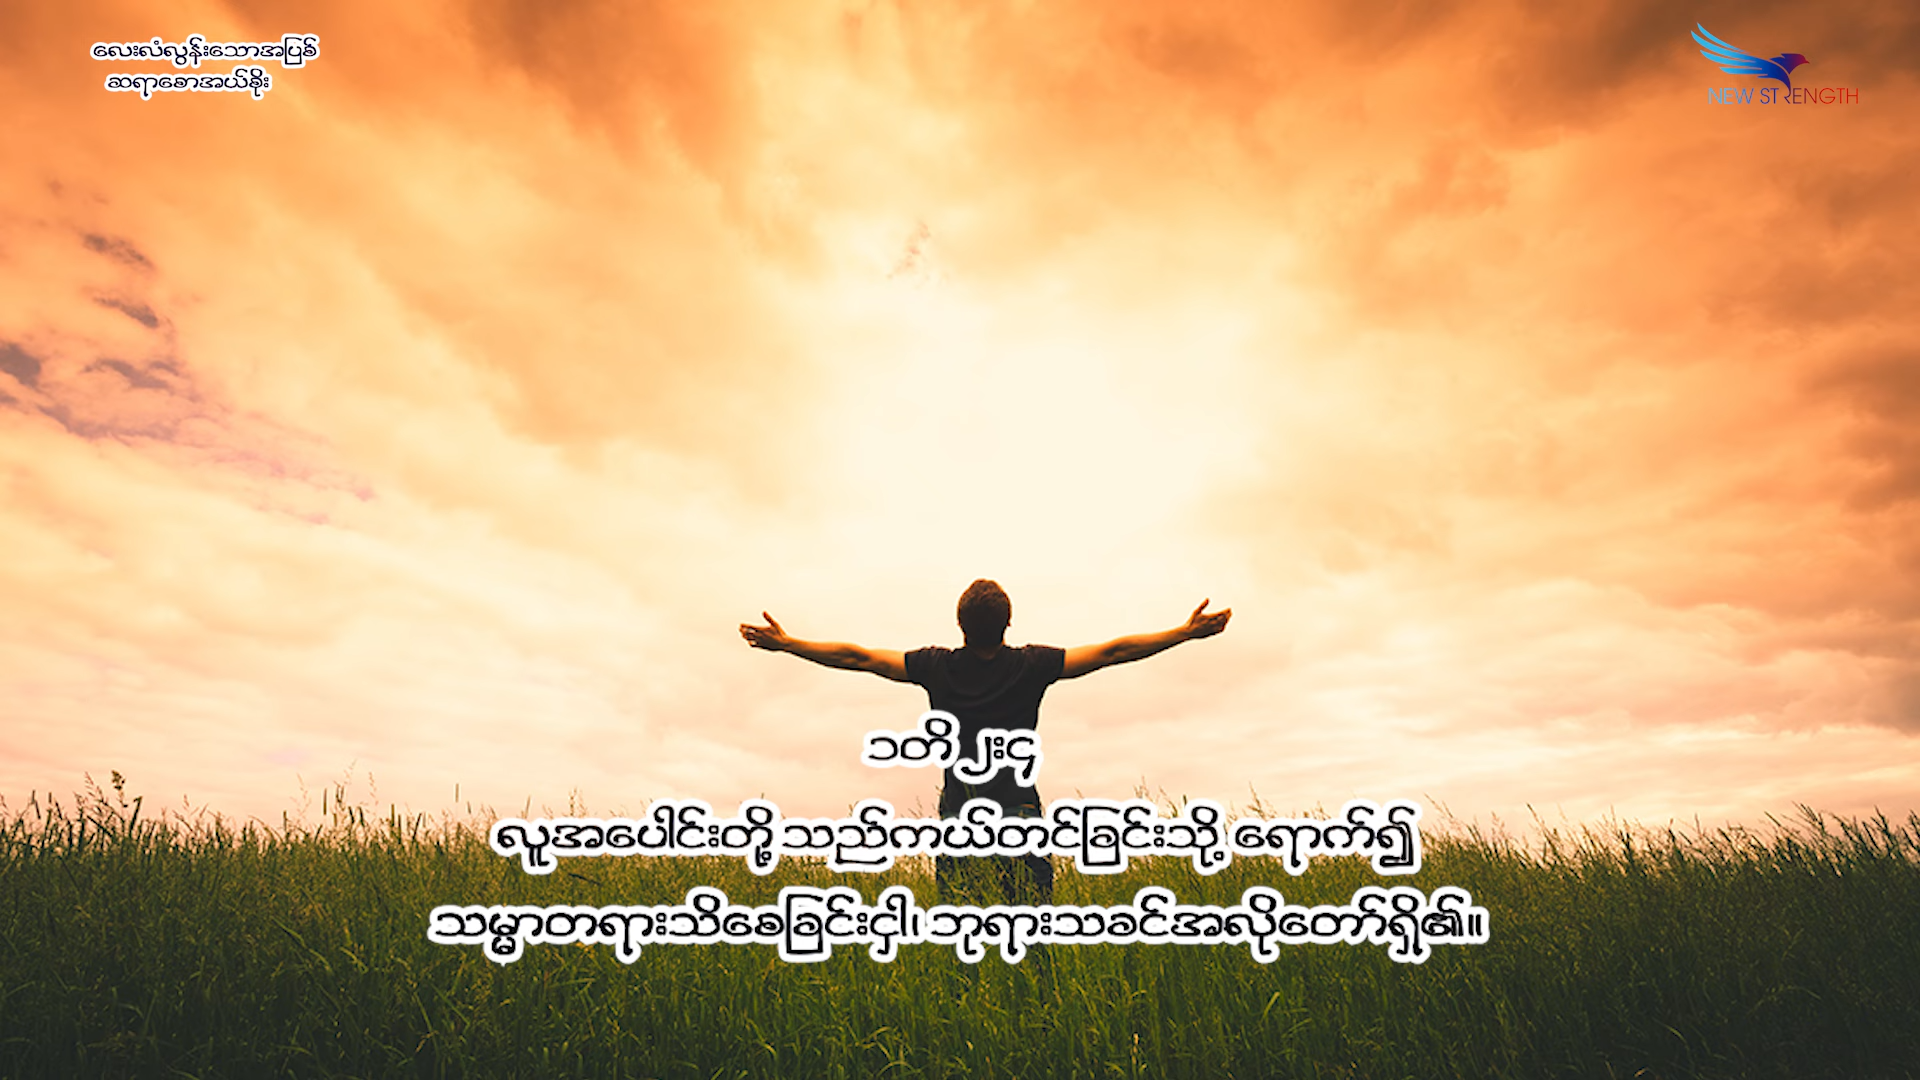 လေးလံလွန်းသောအပြစ်
ဆရာစောအယ်ခိုး
NEW STRENGTH
၁တိ ၂း၄
လူအပေါင်းတို့ သည်ကယ်တင်ခြင်းသို့ ရောက်၍
သမ္မာတရားသိစေခြင်းငှါ၊ ဘုရားသခင်အလိုတော်ရှိ၏။